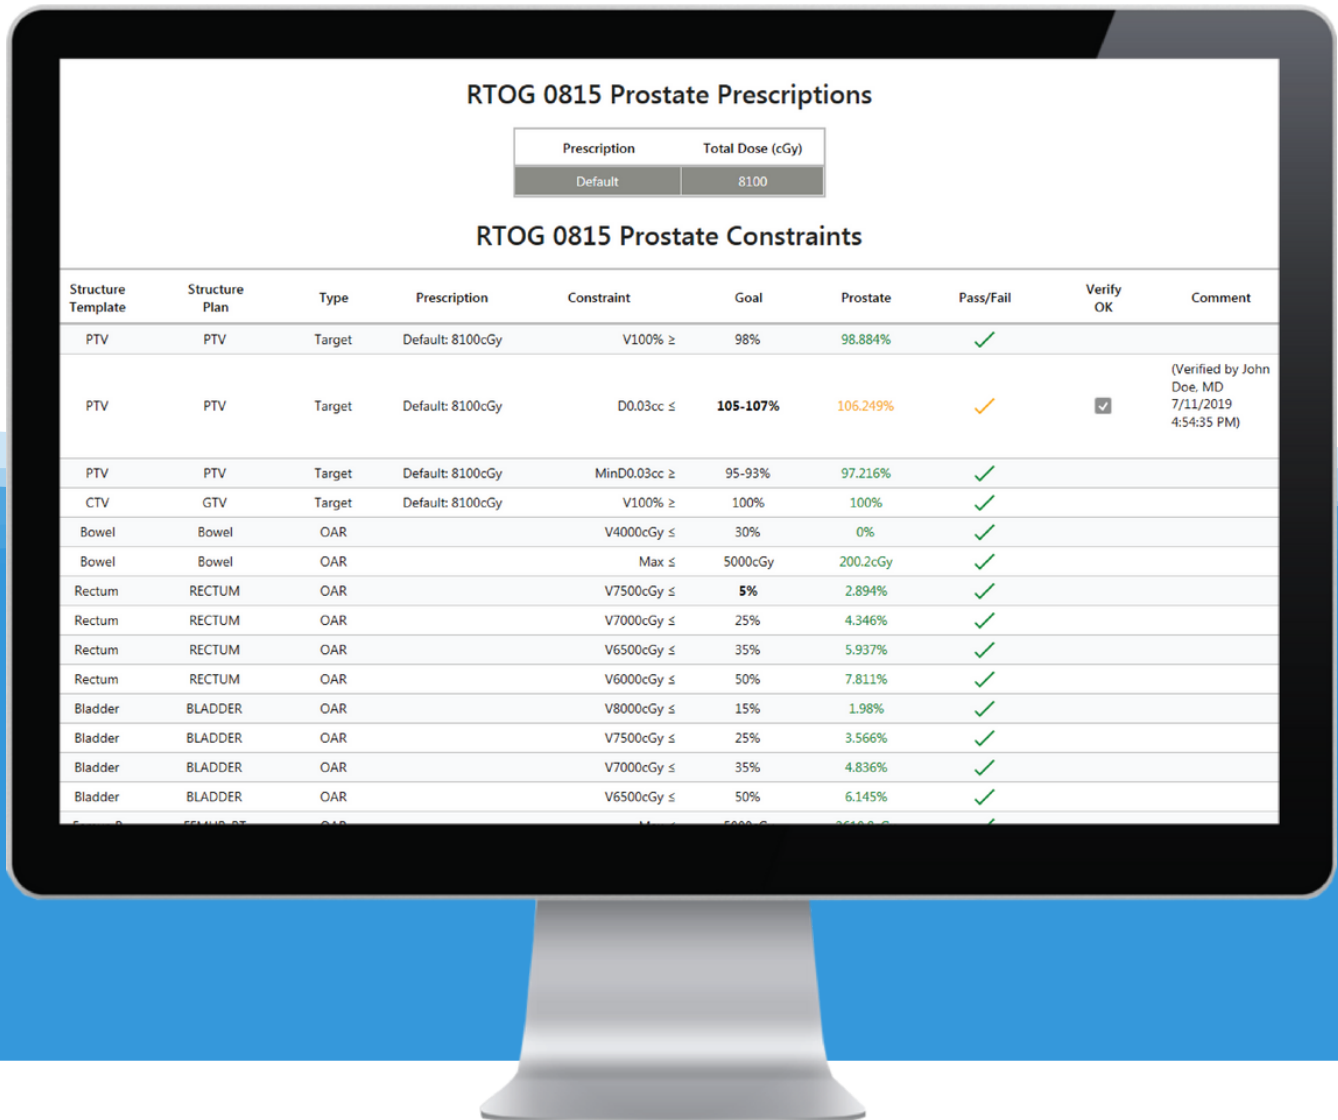 RTOG 0815 Prostate Prescriptions
Prescription Total Dose (cGy)
Default 8100
RTOG 0815 Prostate Constraints
Structure Template Structure Plan Type Prescription Constraint Goal Prostate Pass/Fail Verify OK Comment
PTV PTV Target Default: 8100cGy V100% ≥ 98% 98.884%
PTV PTV Target Default: 8100cGy D0.03cc ≤ 105-107% 106.249% (Verified by John Doe, MD 7/11/2019 4:54:35 PM)
PTV PTV Target Default: 8100cGy MinD0.03cc ≥ 95-93% 97.216%
CTV GTV Target Default: 8100cGy V100% ≥ 100% 100%
Bowel Bowel OAR V4000cGy ≤ 30% 0%
Bowel Bowel OAR Max ≤ 5000cGy 200.2cGy
Rectum RECTUM OAR V7500cGy ≤ 5% 2.894%
Rectum RECTUM OAR V7000cGy ≤ 25% 4.346%
Rectum RECTUM OAR V6500cGy ≤ 35% 5.937%
Rectum RECTUM OAR V6000cGy ≤ 50% 7.811%
Bladder BLADDER OAR V8000cGy ≤ 15% 1.98%
Bladder BLADDER OAR V7500cGy ≤ 25% 3.566%
Bladder BLADDER OAR V7000cGy ≤ 35% 4.836%
Bladder BLADDER OAR V6500cGy ≤ 50% 6.145%